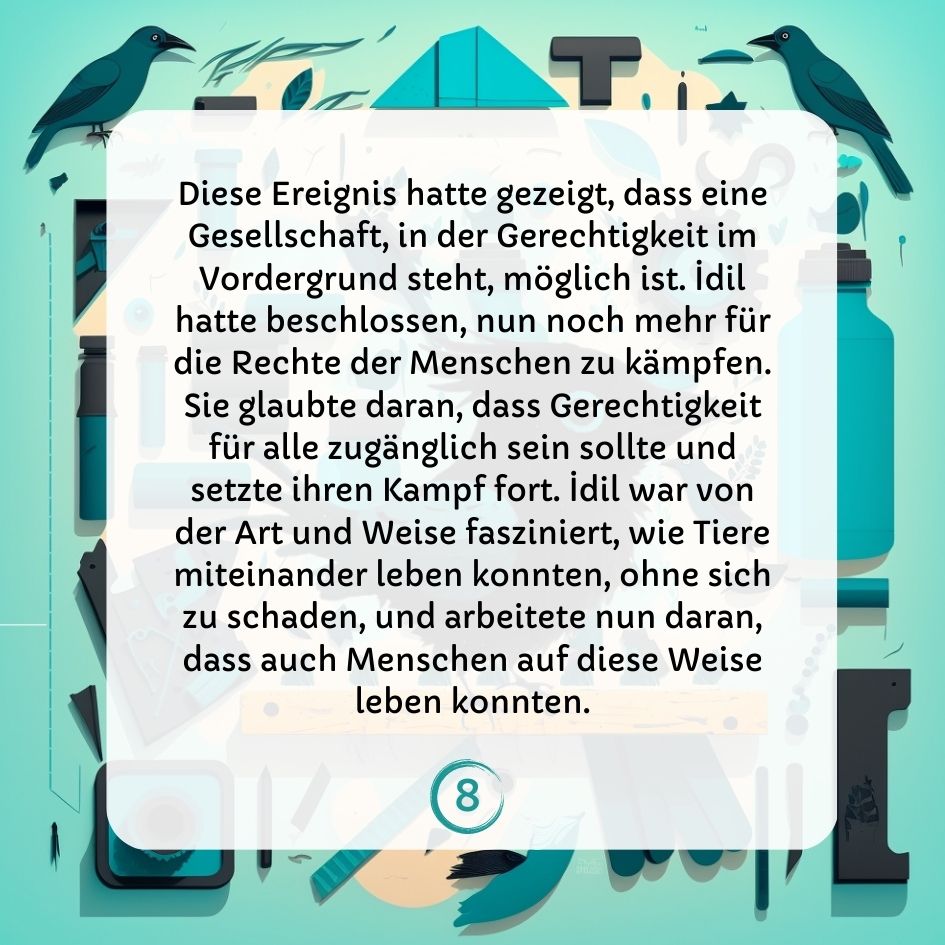 Diese Ereignis hatte gezeigt, dass eine
Gesellschaft, in der Gerechtigkeit im
Vordergrund steht, möglich ist. İdil
hatte beschlossen, nun noch mehr für
die Rechte der Menschen zu kämpfen.
Sie glaubte daran, dass Gerechtigkeit
für alle zugänglich sein sollte und
setzte ihren Kampf fort. İdil war von
der Art und Weise fasziniert, wie Tiere
miteinander leben konnten, ohne sich
zu schaden, und arbeitete nun daran,
dass auch Menschen auf diese Weise
leben konnten.
8